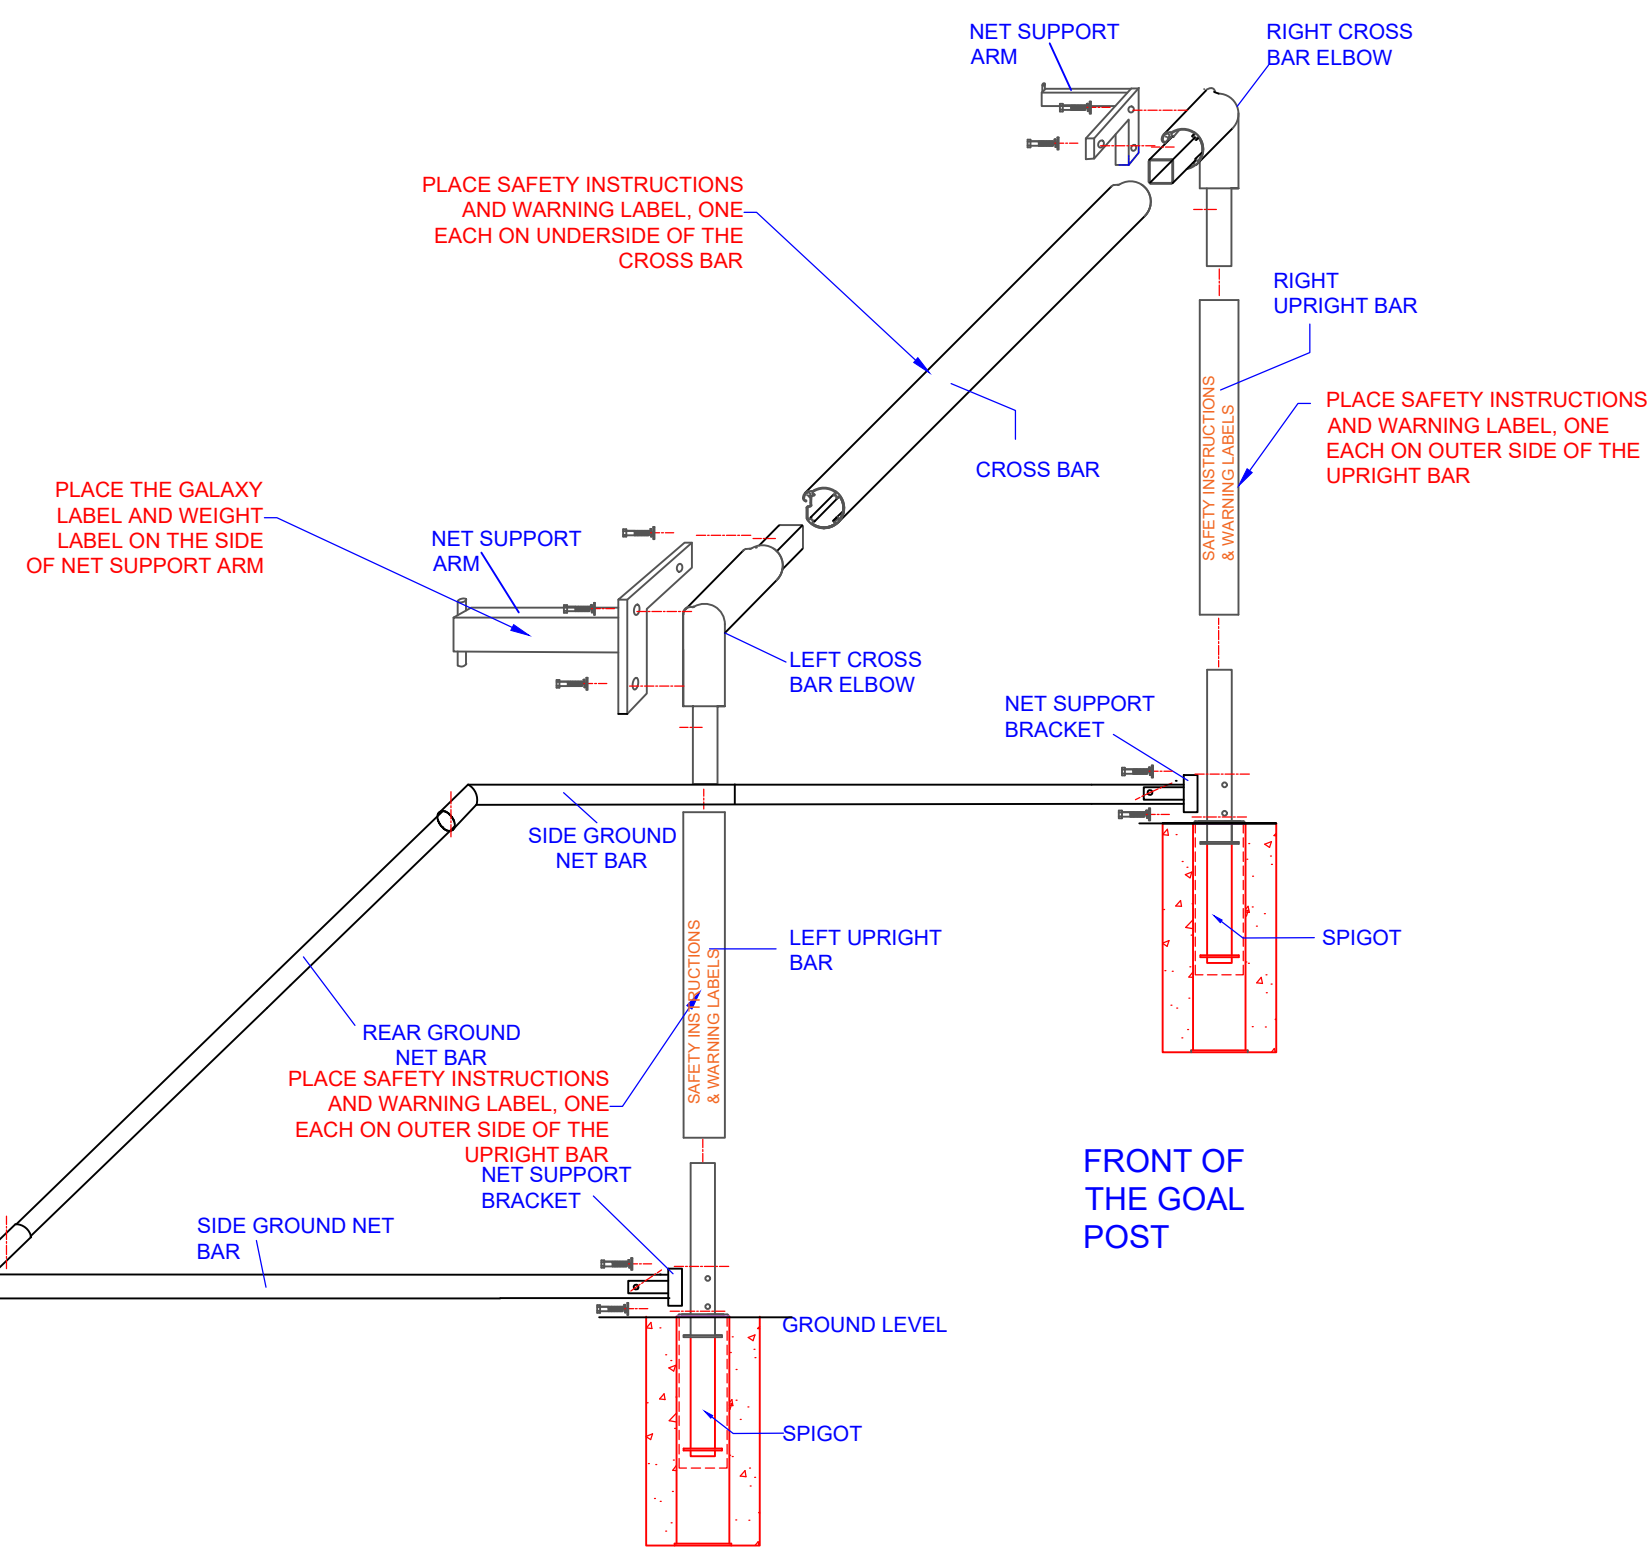 NET SUPPORT
ARM
RIGHT CROSS
BAR ELBOW
PLACE SAFETY INSTRUCTIONS
AND WARNING LABEL, ONE
EACH ON UNDERSIDE OF THE
CROSS BAR
RIGHT
UPRIGHT BAR
SAFETY INSTRUCTIONS
& WARNING LABELS
PLACE SAFETY INSTRUCTIONS
AND WARNING LABEL, ONE
EACH ON OUTER SIDE OF THE
UPRIGHT BAR
CROSS BAR
PLACE THE GALAXY
LABEL AND WEIGHT
LABEL ON THE SIDE
OF NET SUPPORT ARM
NET SUPPORT
ARM
LEFT CROSS
BAR ELBOW
NET SUPPORT
BRACKET
SIDE GROUND
NET BAR
LEFT UPRIGHT
BAR
SPIGOT
SAFETY INSTRUCTIONS
& WARNING LABELS
REAR GROUND
NET BAR
PLACE SAFETY INSTRUCTIONS
AND WARNING LABEL, ONE
EACH ON OUTER SIDE OF THE
UPRIGHT BAR
NET SUPPORT
BRACKET
FRONT OF
THE GOAL
POST
SIDE GROUND NET
BAR
GROUND LEVEL
SPIGOT